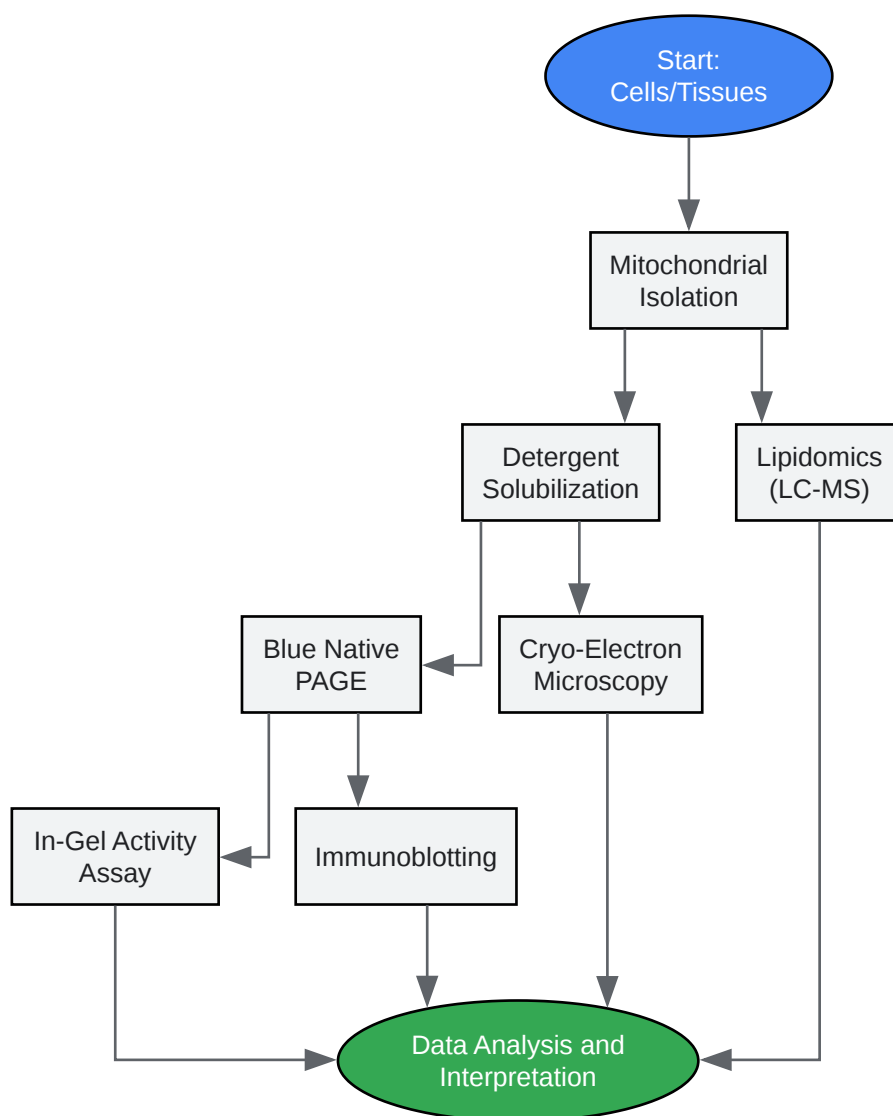 Start:
Cells/Tissues
Mitochondrial
Isolation
Detergent
Solubilization
Lipidomics
(LC-MS)
Blue Native
PAGE
Cryo-Electron
Microscopy
In-Gel Activity
Assay
Immunoblotting
Data Analysis and
Interpretation